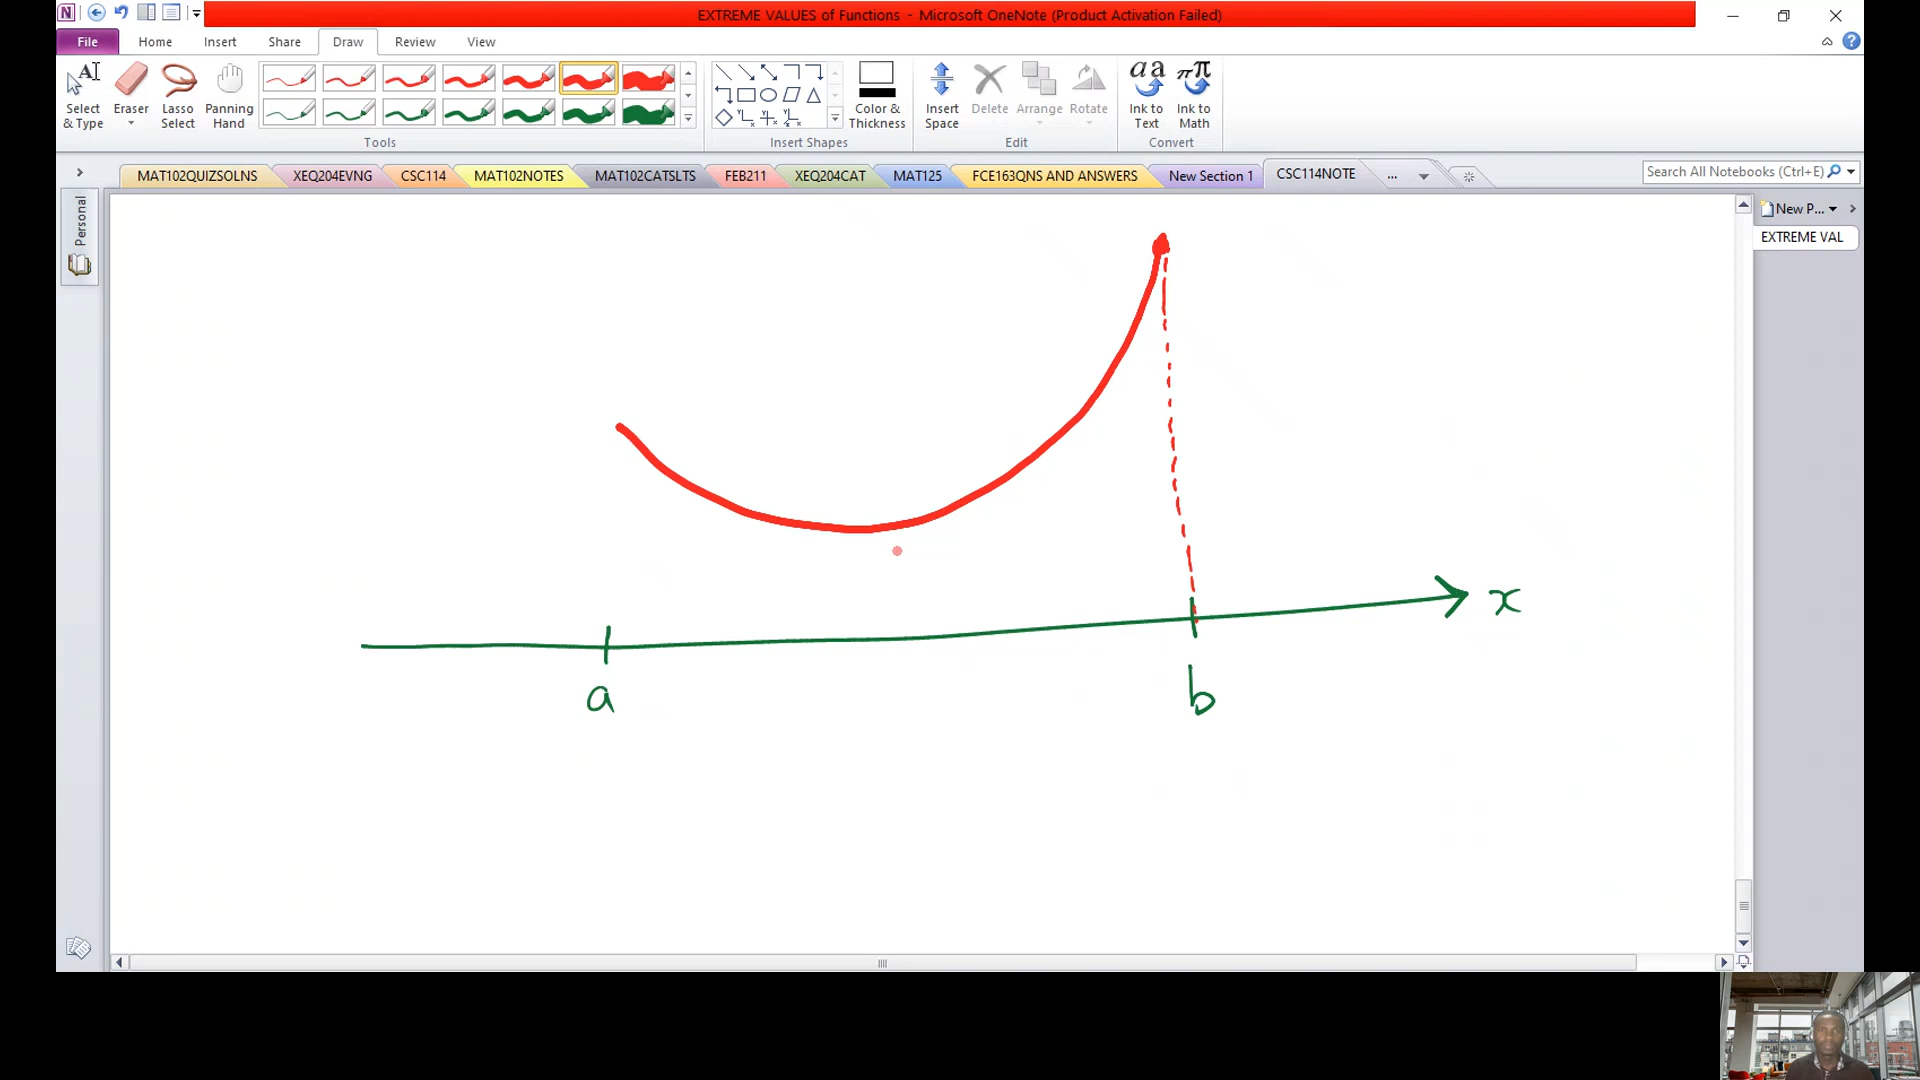 EXTREME VALUES of Functions - Microsoft OneNote (Product Activation Failed)
File Home Insert Share Draw Review View
Select & Type
Eraser
Lasso Select
Panning Hand
Color & Thickness
Insert Space
Delete
Arrange
Rotate
aa
Ink to Text
ππ
Ink to Math
Tools
Insert Shapes
Edit
Convert
MAT102QUIZSOLNS XEQ204EVNG CSC114 MAT102NOTES MAT102CATSLTS FEB211 XEQ204CAT MAT125 FCE163QNS AND ANSWERS New Section 1 CSC114NOTE ...
Search All Notebooks (Ctrl+E)
Personal
New P...
EXTREME VAL
x
a
b